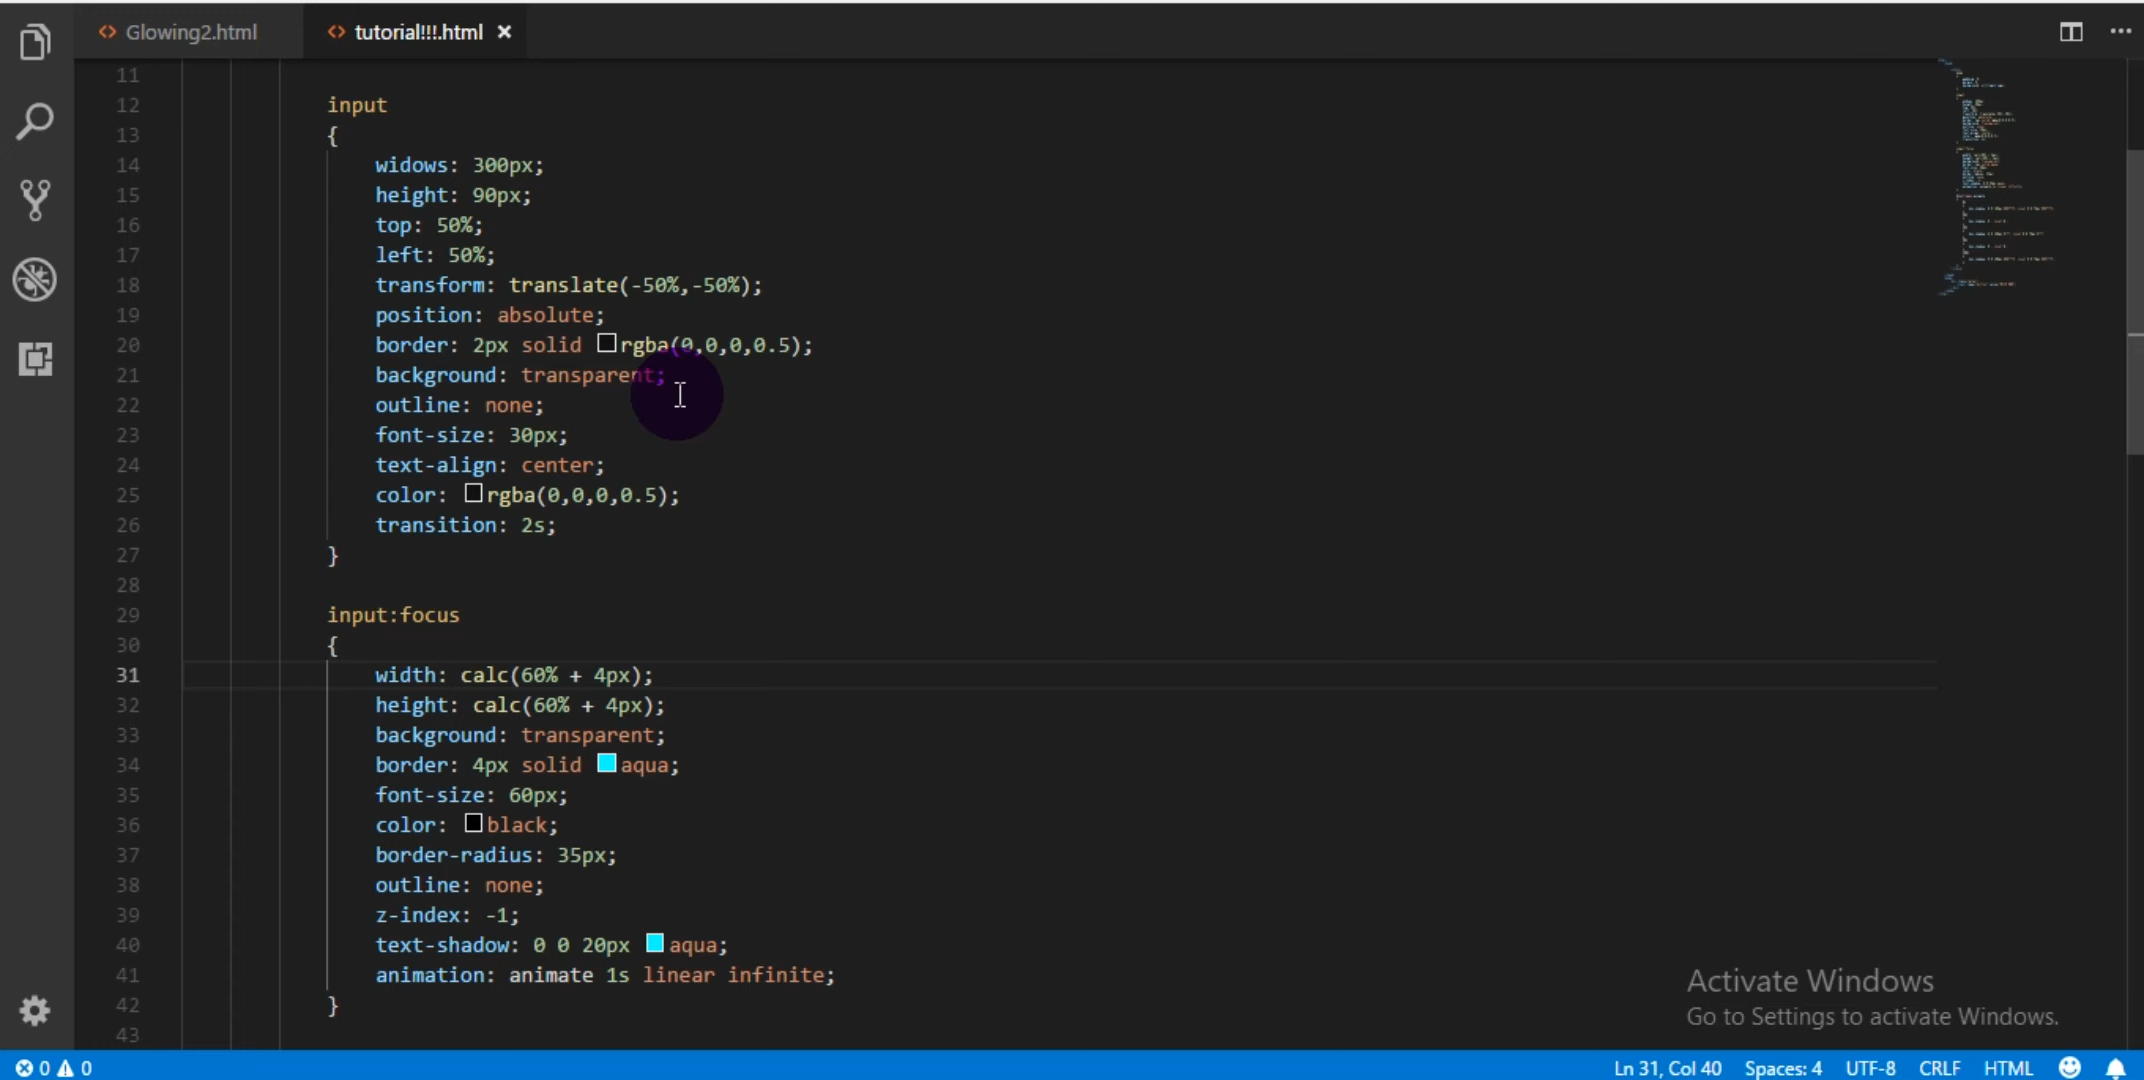 Glowing2.html
tutorial!!!.html
11
12 input
13 {
14 widows: 300px;
15 height: 90px;
16 top: 50%;
17 left: 50%;
18 transform: translate(-50%,-50%);
19 position: absolute;
20 border: 2px solid rgba(0,0,0,0.5);
21 background: transparent;
22 outline: none;
23 font-size: 30px;
24 text-align: center;
25 color: rgba(0,0,0,0.5);
26 transition: 2s;
27 }
28
29 input:focus
30 {
31 width: calc(60% + 4px);
32 height: calc(60% + 4px);
33 background: transparent;
34 border: 4px solid aqua;
35 font-size: 60px;
36 color: black;
37 border-radius: 35px;
38 outline: none;
39 z-index: -1;
40 text-shadow: 0 0 20px aqua;
41 animation: animate 1s linear infinite;
42 }
43
Activate Windows
Go to Settings to activate Windows.
0 0
Ln 31, Col 40 Spaces: 4 UTF-8 CRLF HTML